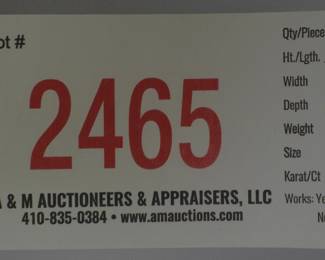 ot #
2465
A & M AUCTIONEERS & APPRAISERS, LLC
410-835-0384 • www.amauctions.com
Qty/Piece
Ht./Lgth.
Width
Depth
Weight
Size
Karat/Ct
Works: Ye